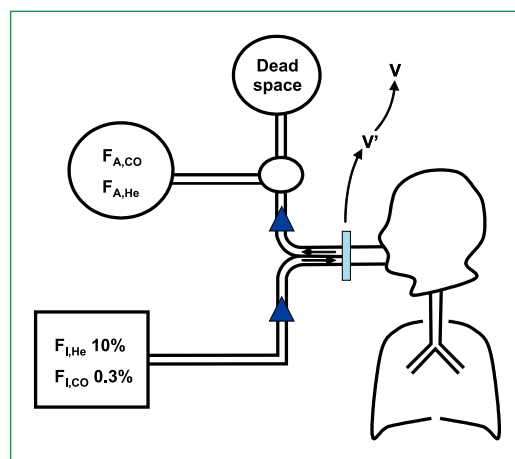 Dead
space
V
V'
F_A,CO
F_A,He
F_I,He 10%
F_I,CO 0.3%